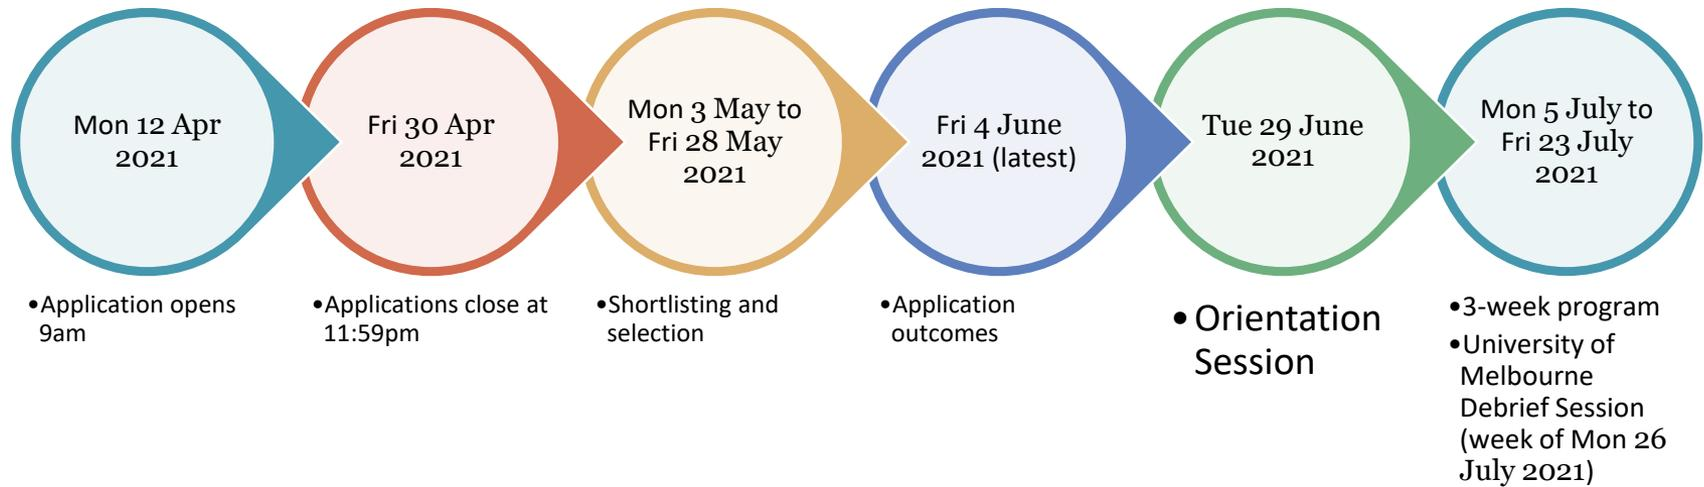 Mon 12 Apr
2021
Fri 30 Apr
2021
Mon 3 May to
Fri 28 May
2021
Fri 4 June
2021 (latest)
Tue 29 June
2021
Mon 5 July to
Fri 23 July
2021
•Application opens
9am
•Applications close at
11:59pm
•Shortlisting and
selection
•Application
outcomes
•Orientation
Session
•3-week program
•University of
Melbourne
Debrief Session
(week of Mon 26
July 2021)